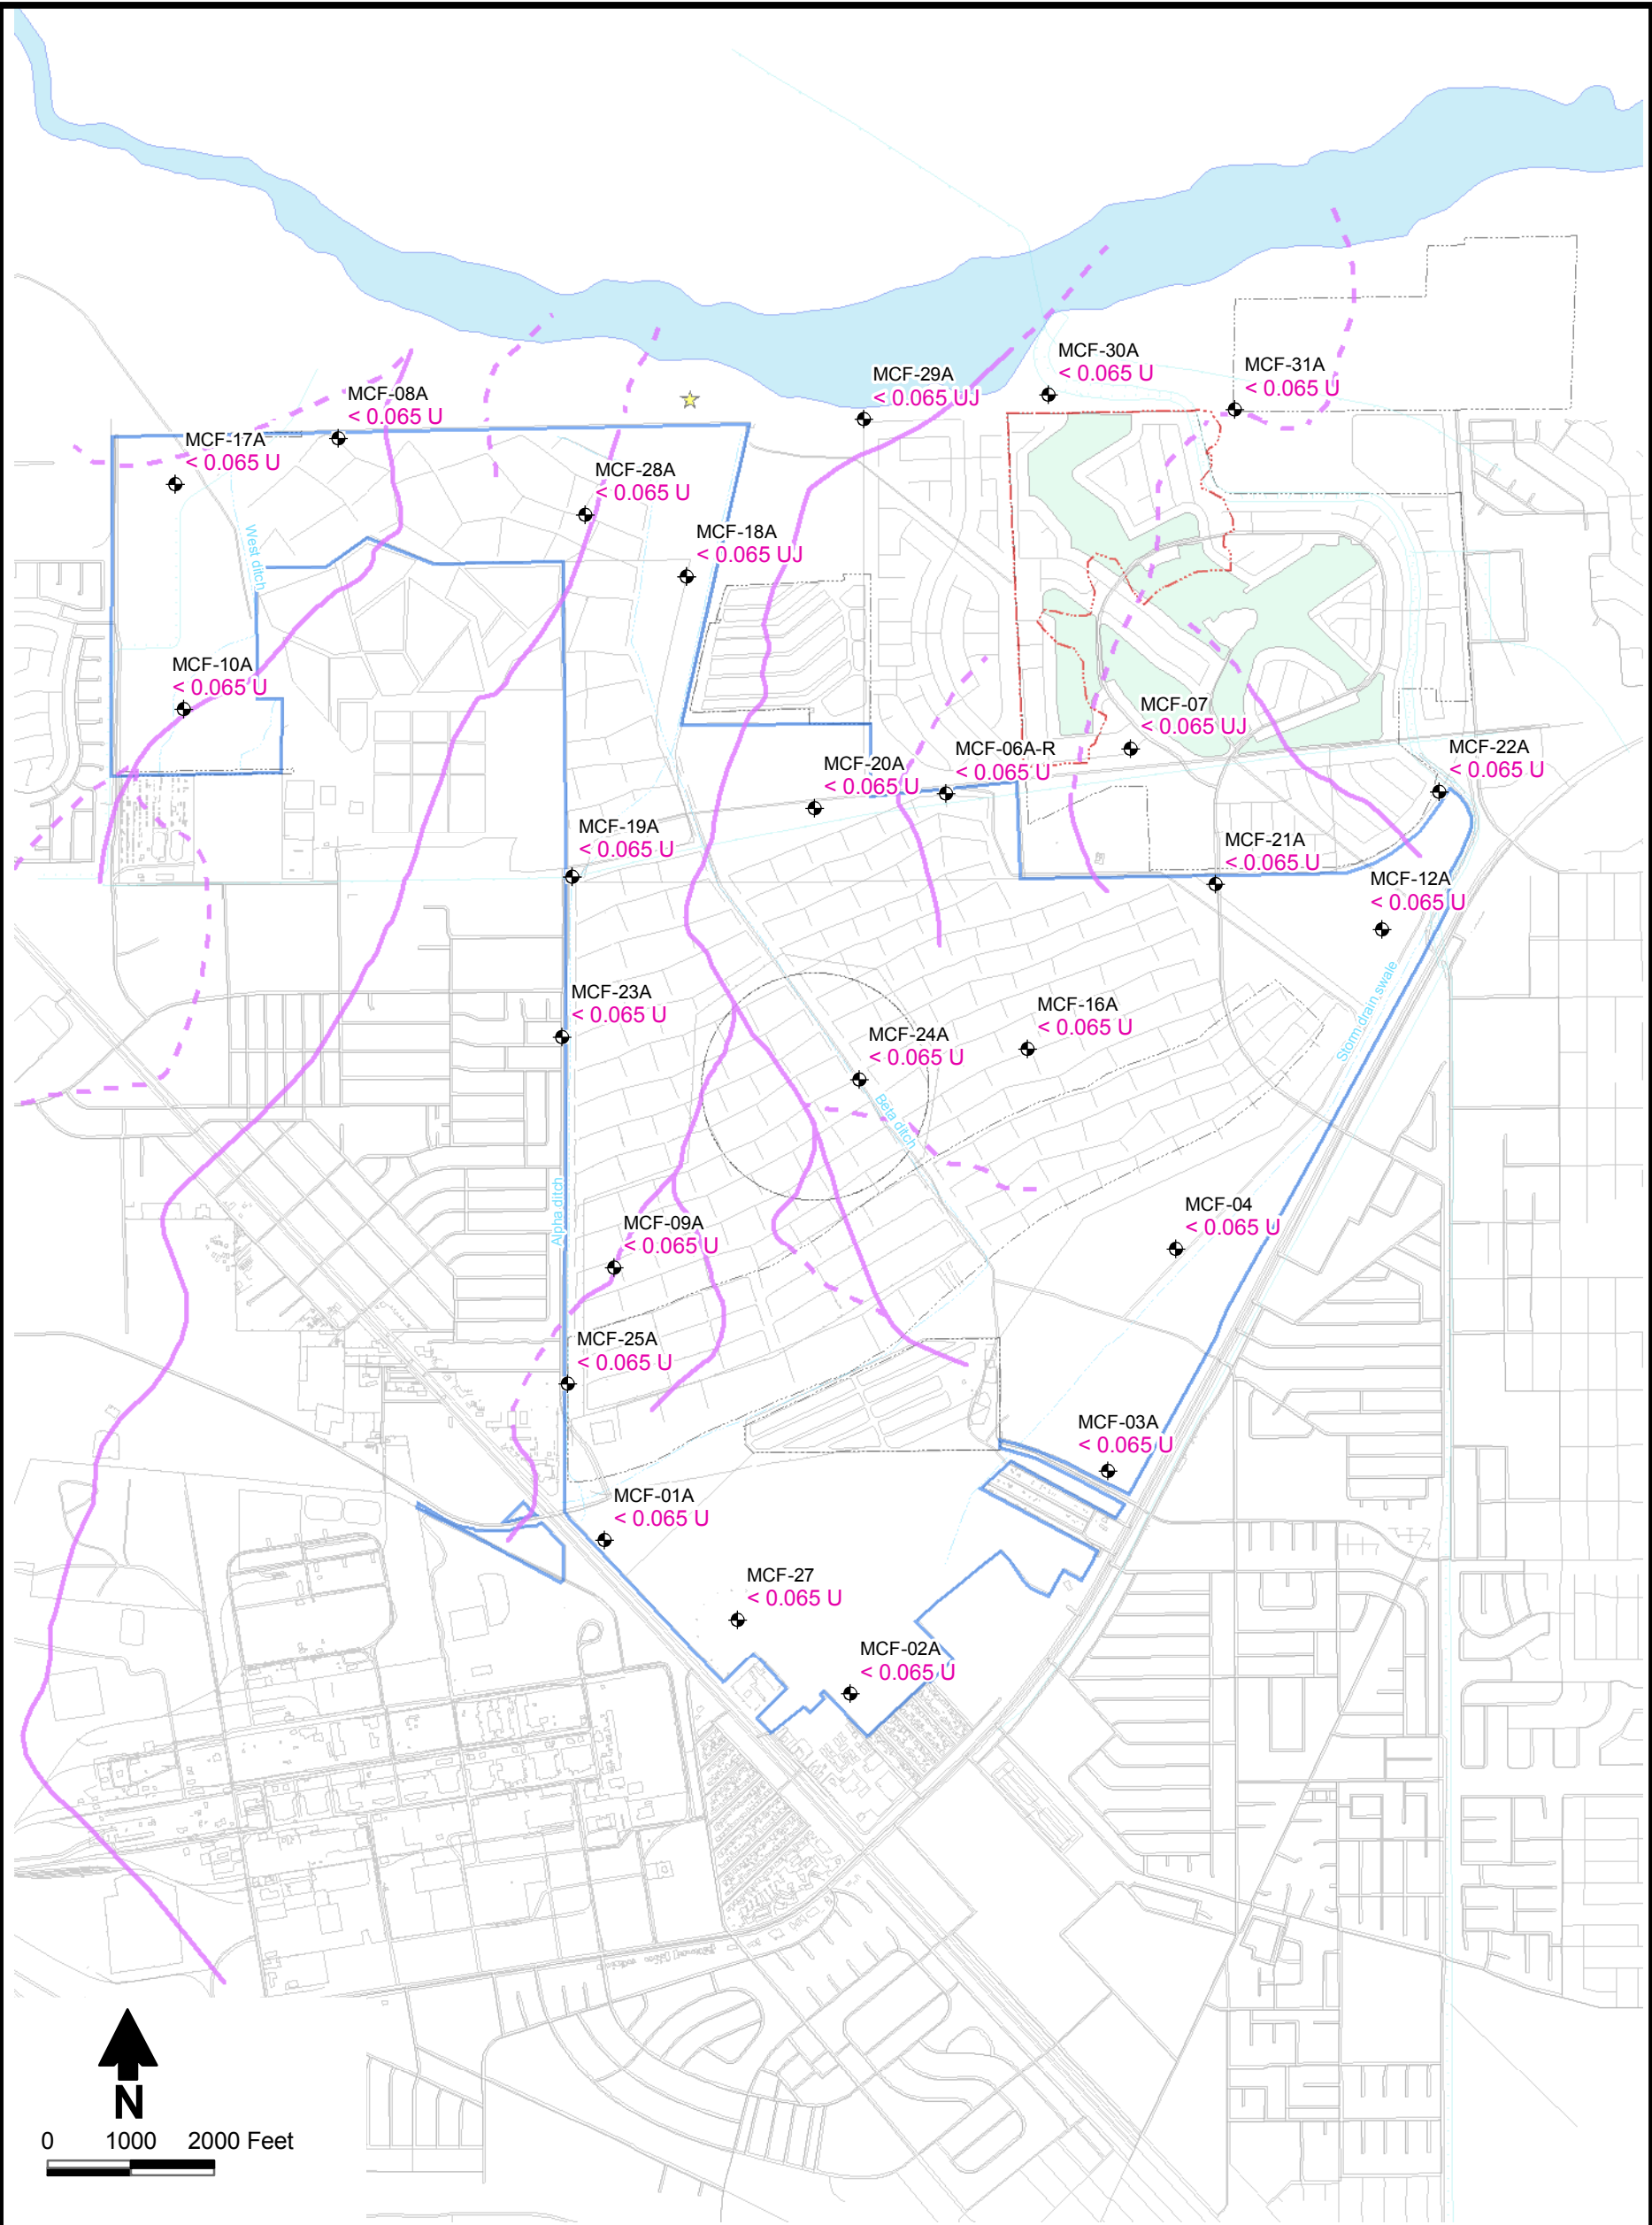 MCF-30A
< 0.065 U
MCF-31A
< 0.065 U
MCF-29A
< 0.065 UJ
MCF-08A
< 0.065 U
MCF-17A
< 0.065 U
MCF-28A
< 0.065 U
MCF-18A
< 0.065 UJ
West ditch
MCF-10A
< 0.065 U
MCF-07
< 0.065 UJ
MCF-06A-R
< 0.065 U
MCF-22A
< 0.065 U
MCF-20A
< 0.065 U
MCF-19A
< 0.065 U
MCF-21A
< 0.065 U
MCF-12A
< 0.065 U
MCF-23A
< 0.065 U
MCF-16A
< 0.065 U
Storm drain swale
MCF-24A
< 0.065 U
Beta ditch
Alpha ditch
MCF-04
< 0.065 U
MCF-09A
< 0.065 U
MCF-25A
< 0.065 U
MCF-03A
< 0.065 U
MCF-01A
< 0.065 U
MCF-27
< 0.065 U
MCF-02A
< 0.065 U
N
0 1000 2000 Feet